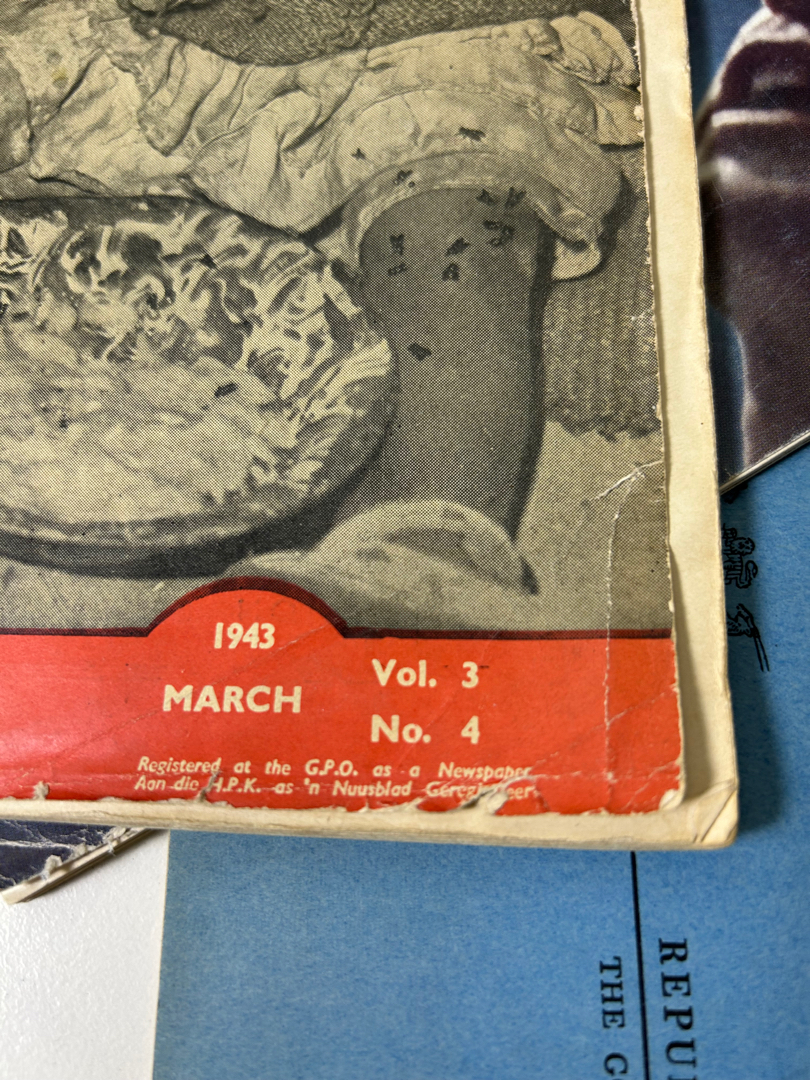 1943
MARCH
Vol. 3
No. 4
Registered at the G.P.O. as a Newspaper
Aan die H.P.K. as 'n Nuusblad
REPU
THE G